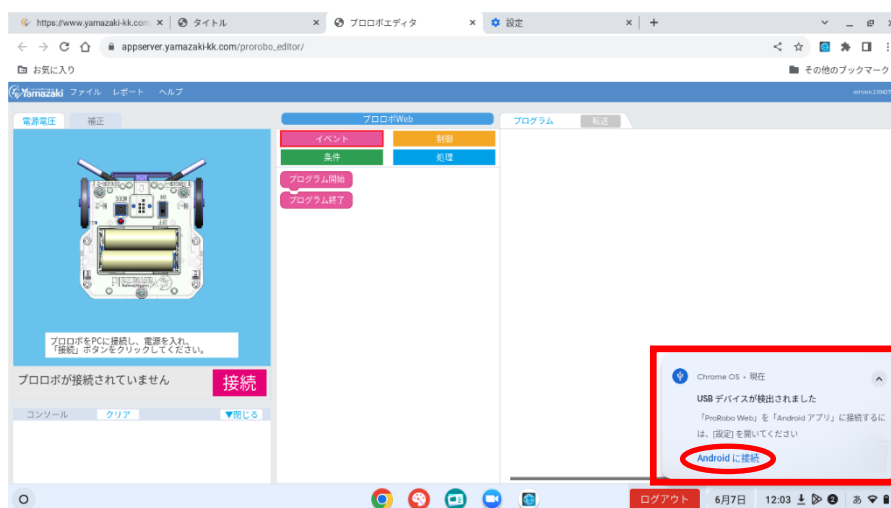 https://www.yamazaki-kk.com
タイトル
プロロボエディタ
設定
appserver.yamazaki-kk.com/prorobo_editor/
お気に入り
その他のブックマーク
Yamazaki ファイル レポート ヘルプ
電源電圧 補正
プロロボWeb
プログラム 転送
イベント 制御
条件 処理
プログラム開始
プログラム終了
プロロボをPCに接続し、電源を入れ、
「接続」ボタンをクリックしてください。
プロロボが接続されていません 接続
コンソール クリア ▼閉じる
Chrome OS・現在
USB デバイスが検出されました
「ProRobo Web」を「Android アプリ」に接続するに
は、[設定] を開いてください
Android に接続
ログアウト 6月7日 12:03 2 あ